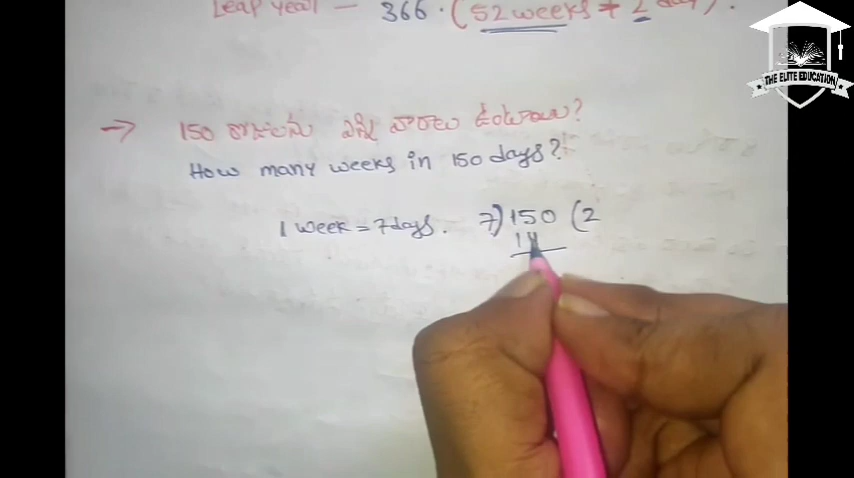 Leap year - 366. (52 weeks + 2 day).
THE ELITE EDUCATION
→ 150 రోజులను ఎన్ని వారాలు ఉంటాయి?
How many weeks in 150 days?
1 week = 7 days. 7)150(2
14